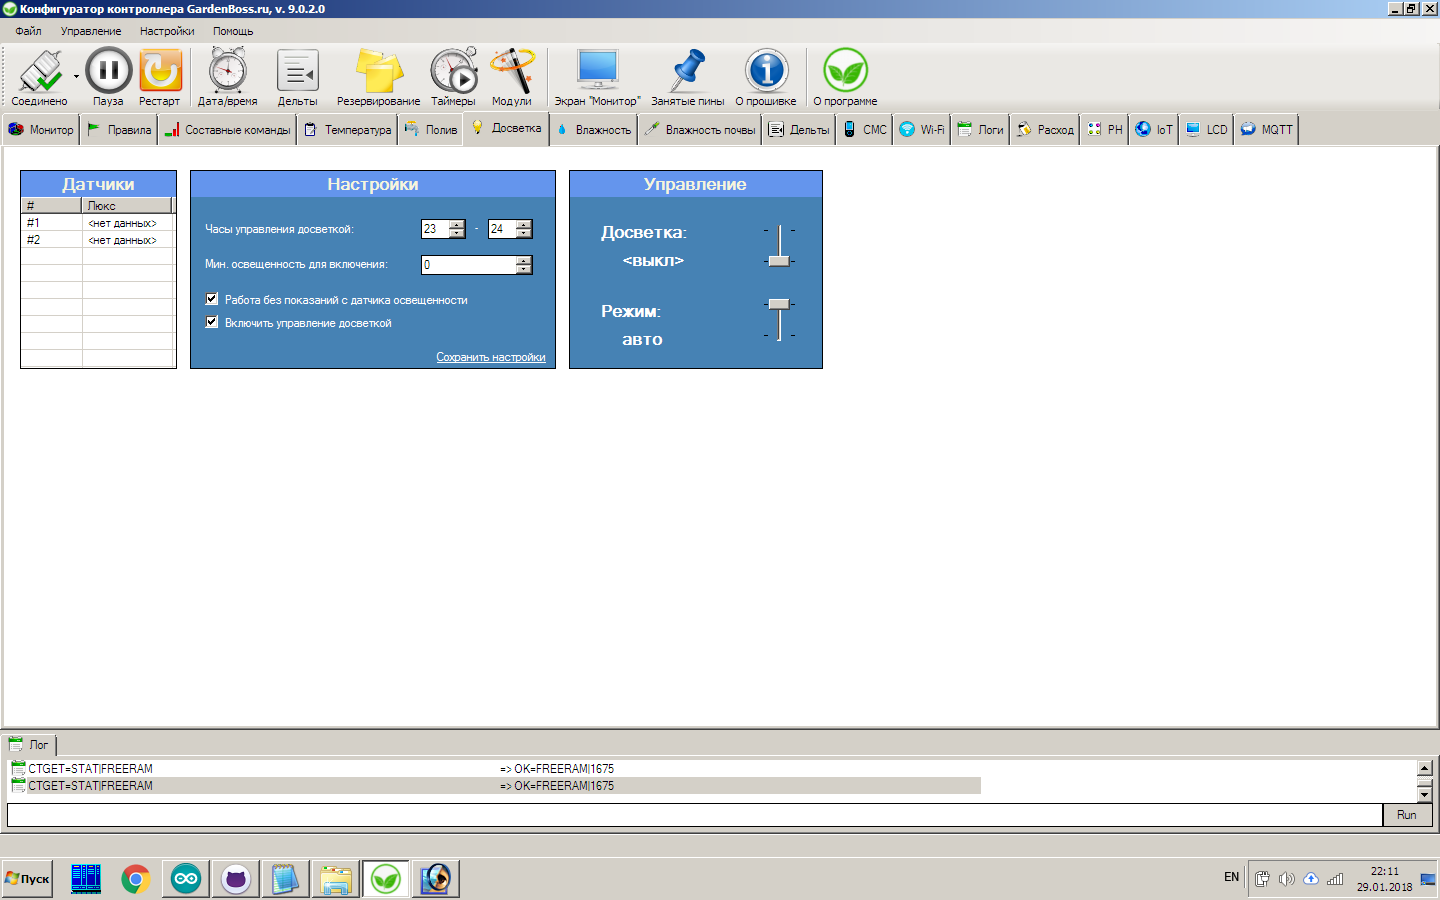 Конфигуратор контроллера GardenBoss.ru, v. 9.0.2.0
Файл Управление Настройки Помощь
Соединено Пауза Рестарт Дата/время Дельты Резервирование Таймеры Модули Экран "Монитор" Занятые пины О прошивке О программе
Монитор Правила Составные команды Температура Полив Досветка Влажность Влажность почвы Дельты СМС Wi-Fi Логи Расход PH IoT LCD MQTT
Датчики
# Люкс
#1 <нет данных>
#2 <нет данных>
Настройки
Часы управления досветкой: 23 - 24
Мин. освещенность для включения: 0
Работа без показаний с датчика освещенности
Включить управление досветкой
Сохранить настройки
Управление
Досветка:
<выкл>
Режим:
авто
Лог
CTGET=STAT|FREERAM => OK=FREERAM|1675
CTGET=STAT|FREERAM => OK=FREERAM|1675
Run
Пуск
EN
22:11
29.01.2018